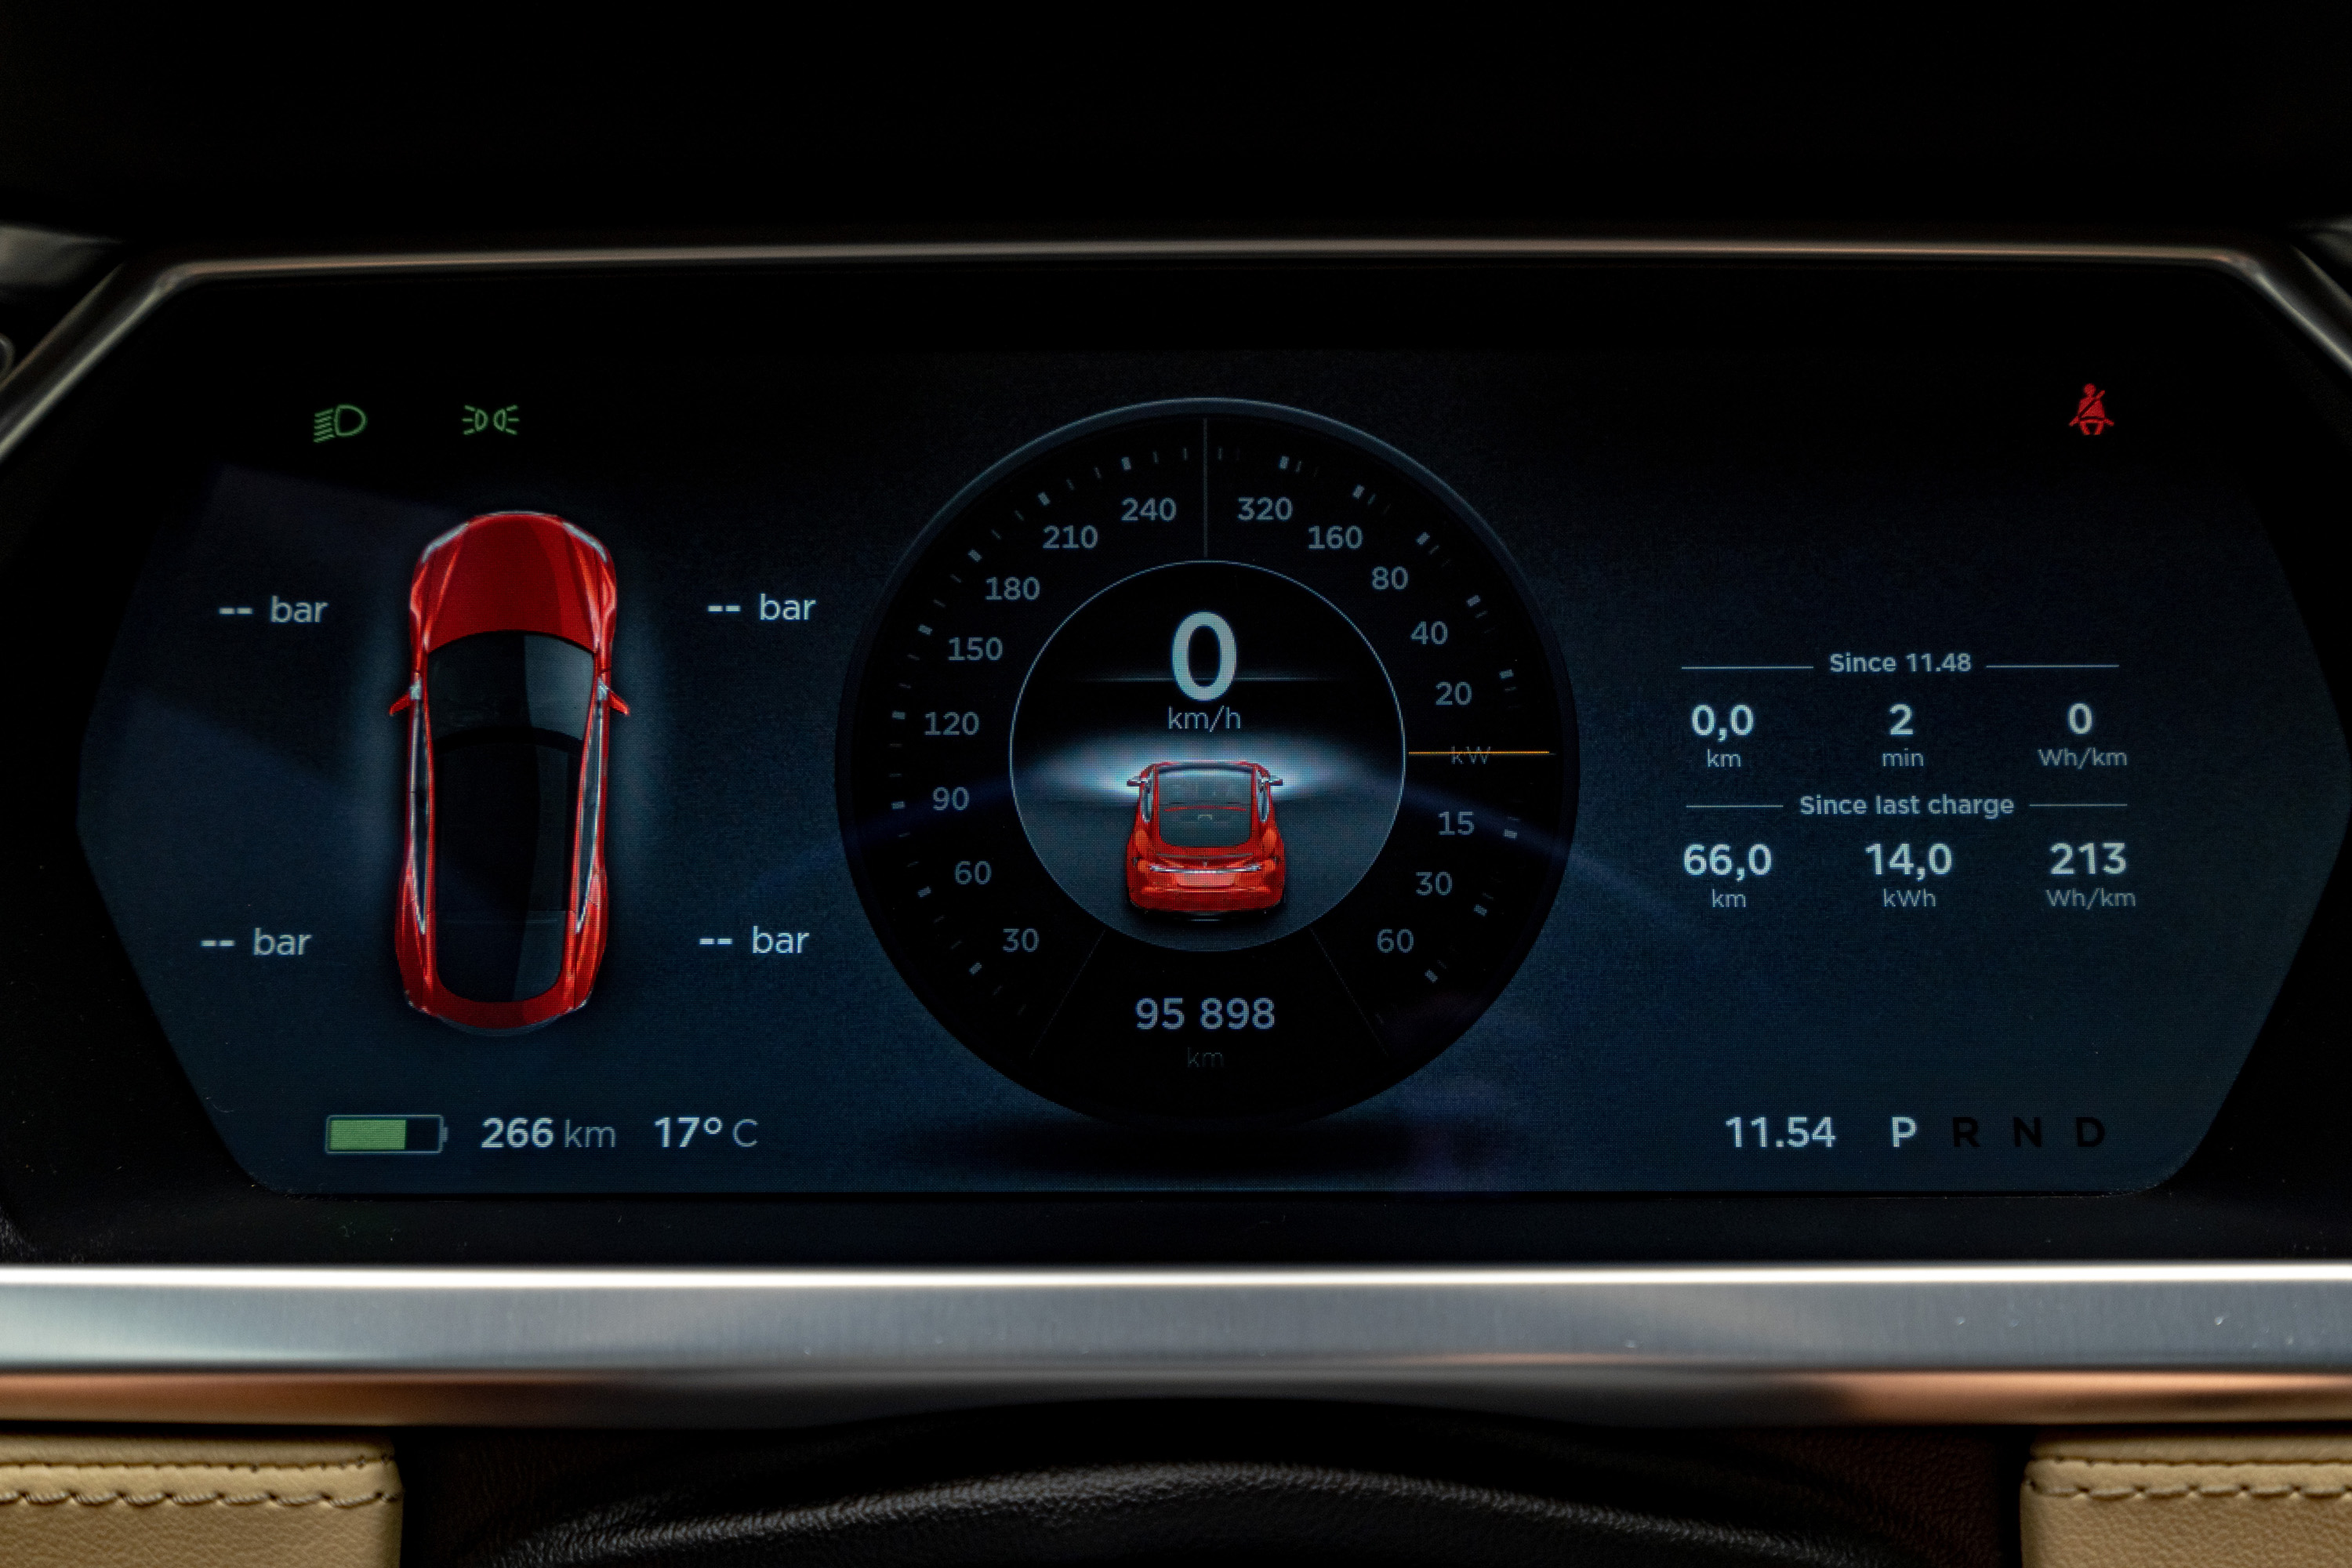 -- bar
-- bar
-- bar
-- bar
266 km 17° C
240
210
180
150
120
90
60
30
320
160
80
40
20
kW
15
30
60
0
km/h
95 898
km
Since 11.48
0,0 2 0
km min Wh/km
Since last charge
66,0 14,0 213
km kWh Wh/km
11.54 P R N D